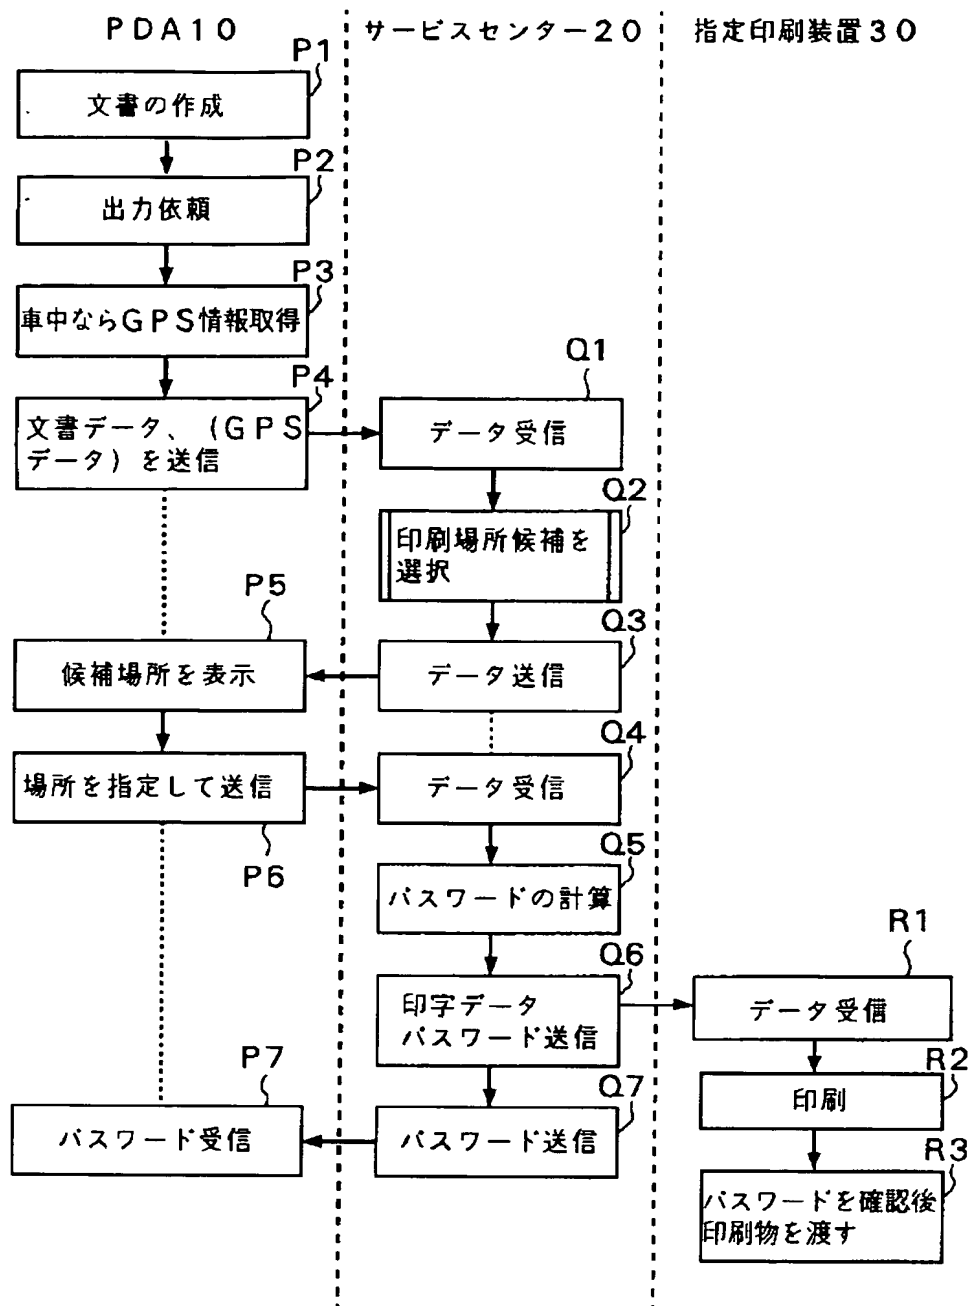 PDA10
サービスセンター20
指定印刷装置30
P1
文書の作成
P2
出力依頼
P3
車中ならGPS情報取得
P4
文書データ、(GPS
データ)を送信
Q1
データ受信
Q2
印刷場所候補を
選択
P5
候補場所を表示
Q3
データ送信
Q4
データ受信
場所を指定して送信
P6
Q5
パスワードの計算
Q6
印字データ
パスワード送信
R1
データ受信
R2
印刷
P7
パスワード受信
Q7
パスワード送信
R3
パスワードを確認後
印刷物を渡す